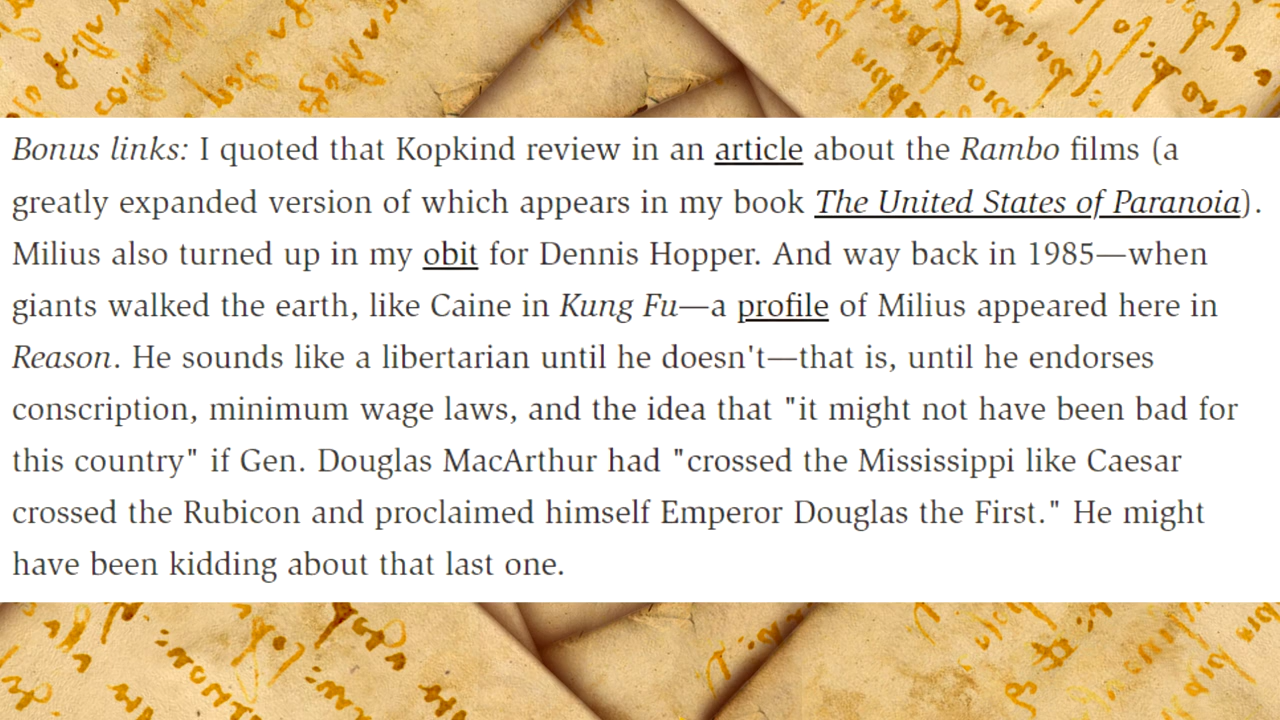 Bonus links: I quoted that Kopkind review in an article about the Rambo films (a
greatly expanded version of which appears in my book The United States of Paranoia).
Milius also turned up in my obit for Dennis Hopper. And way back in 1985—when
giants walked the earth, like Caine in Kung Fu—a profile of Milius appeared here in
Reason. He sounds like a libertarian until he doesn't—that is, until he endorses
conscription, minimum wage laws, and the idea that "it might not have been bad for
this country" if Gen. Douglas MacArthur had "crossed the Mississippi like Caesar
crossed the Rubicon and proclaimed himself Emperor Douglas the First." He might
have been kidding about that last one.